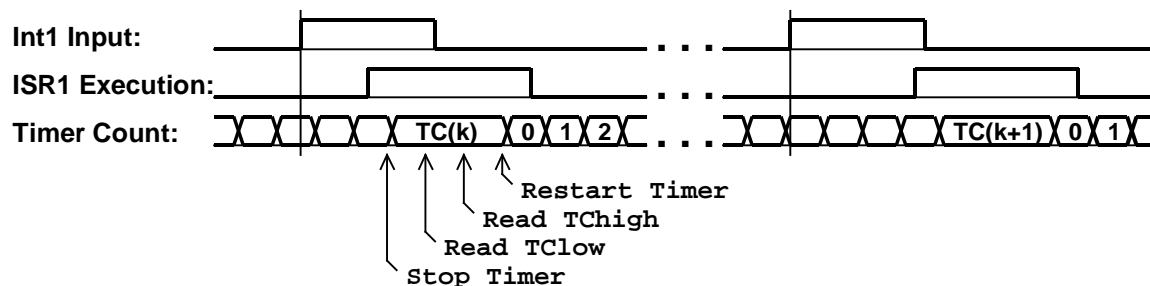 Int1 Input:
. . .
ISR1 Execution:
. . .
Timer Count: TC(k) 0 1 2 . . . TC(k+1) 0 1
Restart Timer
Read TChigh
Read TClow
Stop Timer